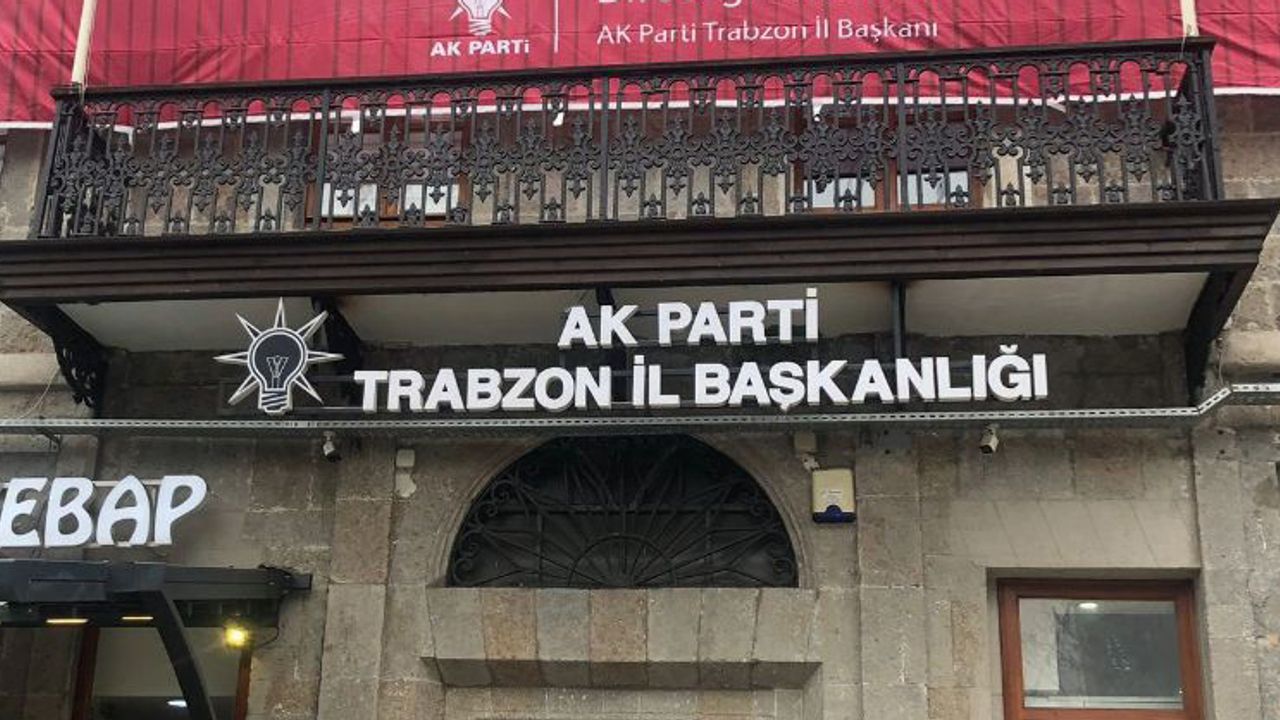 AK PARTi
AK Parti Trabzon İl Başkanı
AK PARTİ
TRABZON İL BAŞKANLIĞI
EBAP